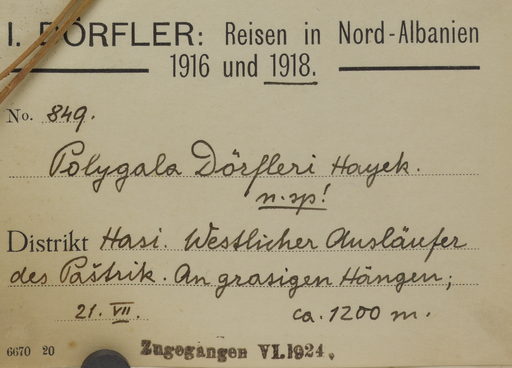 I. DÖRFLER: Reisen in Nord-Albanien
1916 und 1918.
No. 849.
Polygala Dörfleri Hayek.
n. sp!
Distrikt Hasi. Westlicher Ausläufer
des Paštrik. An grasigen Hängen;
21. VII. ca. 1200 m.
6670 20 Zugegangen VI.1924.